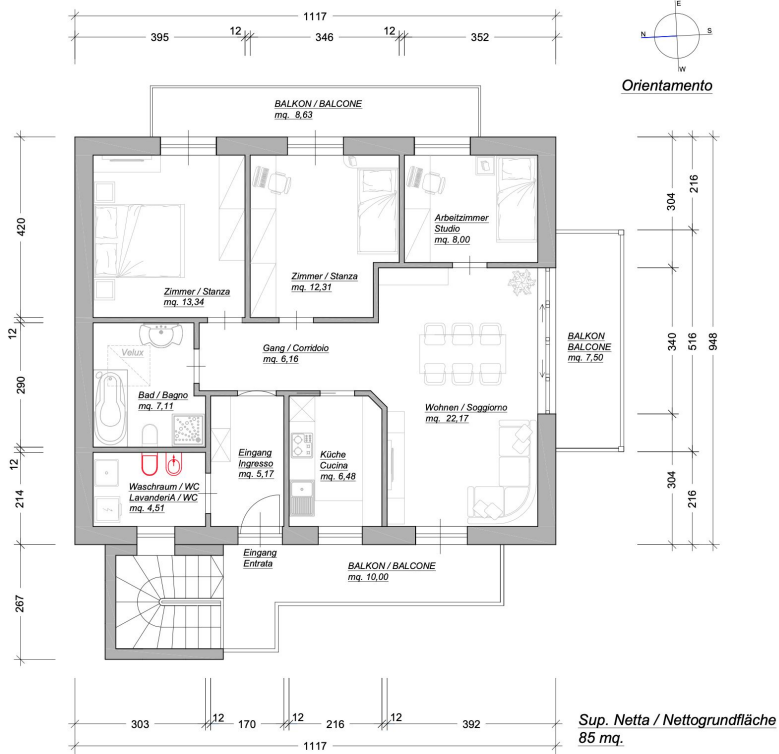 1117
395
12
346
12
352
E
N
S
W
Orientamento
BALKON / BALCONE
mq. 8,63
420
12
290
12
214
267
304
340
304
216
516
216
948
Zimmer / Stanza
mq. 13,34
Zimmer / Stanza
mq. 12,31
Arbeitzimmer
Studio
mq. 8,00
BALKON
BALCONE
mq. 7,50
Velux
Gang / Corridoio
mq. 6,16
Bad / Bagno
mq. 7,11
Wohnen / Soggiorno
mq. 22,17
Eingang
Ingresso
mq. 5,17
Küche
Cucina
mq. 6,48
Waschraum / WC
LavanderiA / WC
mq. 4,51
Eingang
Entrata
BALKON / BALCONE
mq. 10,00
303
12
170
12
216
12
392
1117
Sup. Netta / Nettogrundfläche
85 mq.